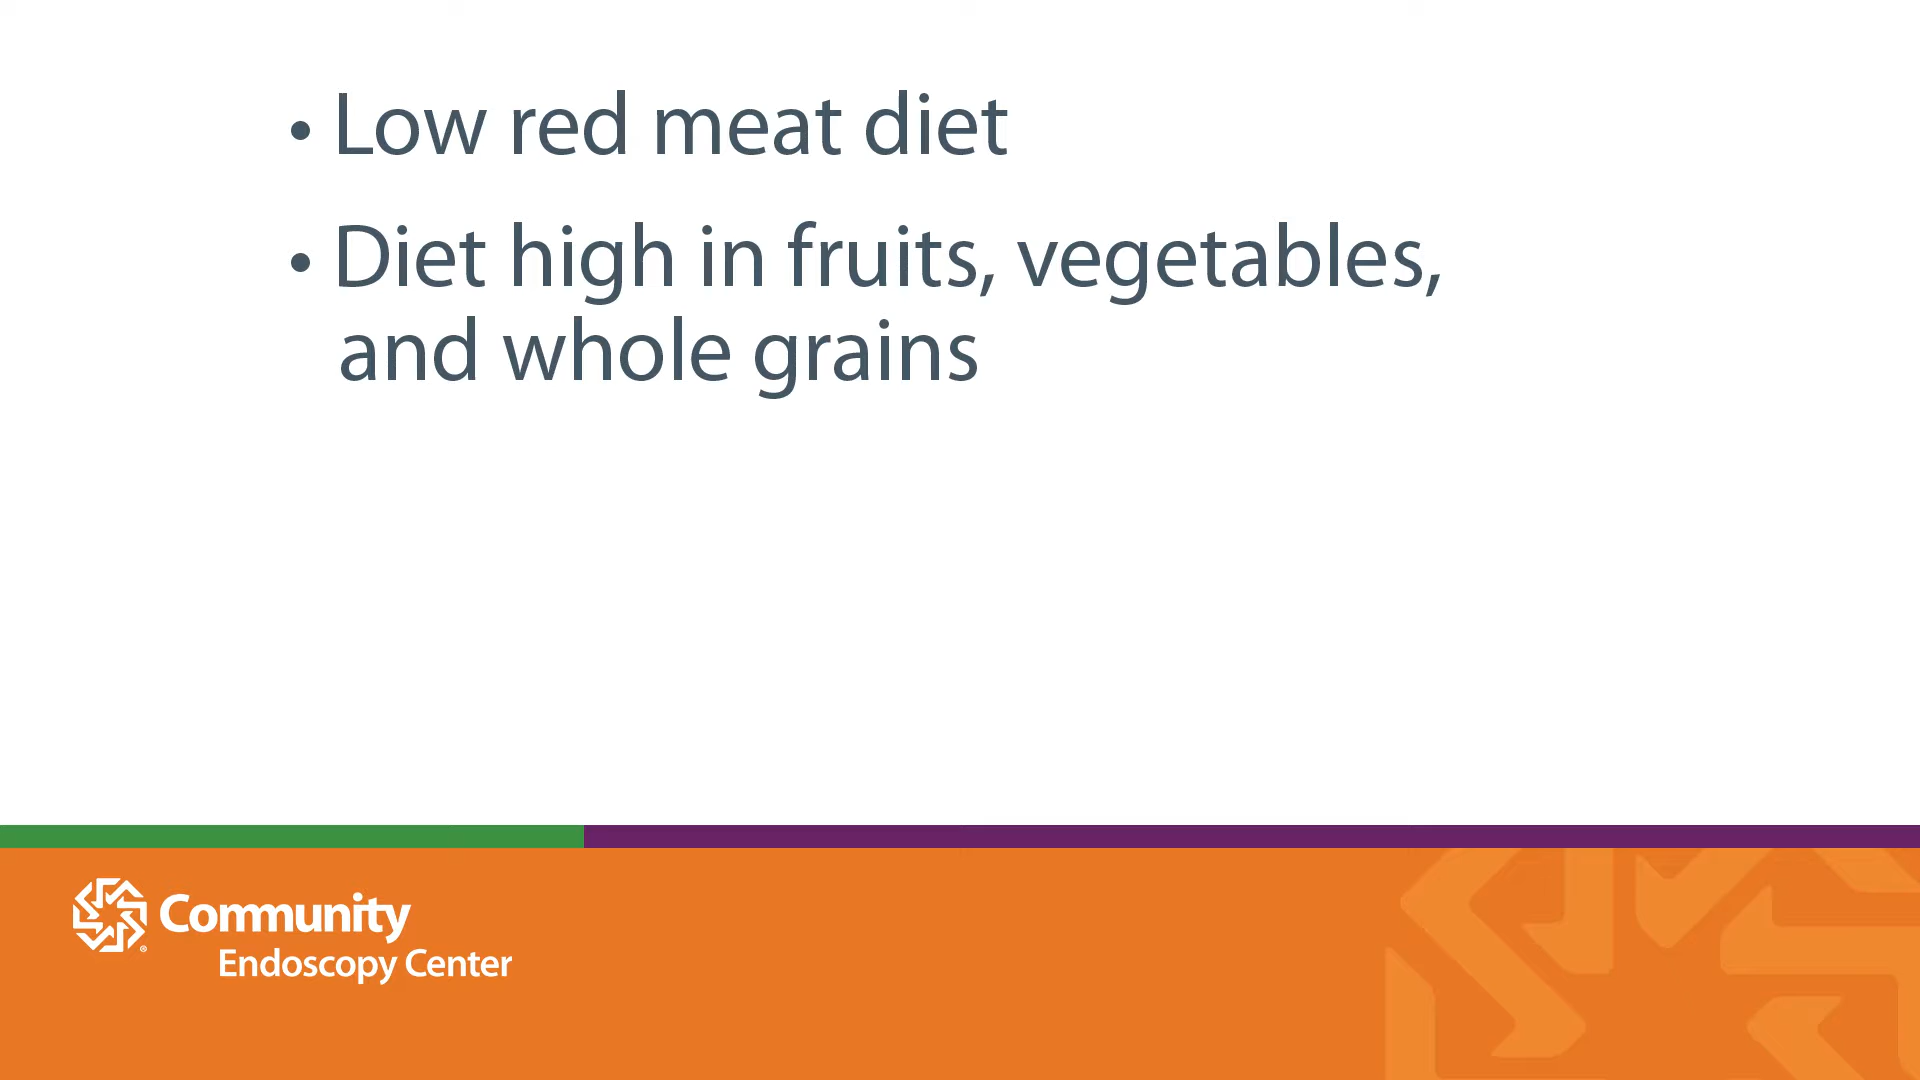 • Low red meat diet
• Diet high in fruits, vegetables,
and whole grains
Community
Endoscopy Center